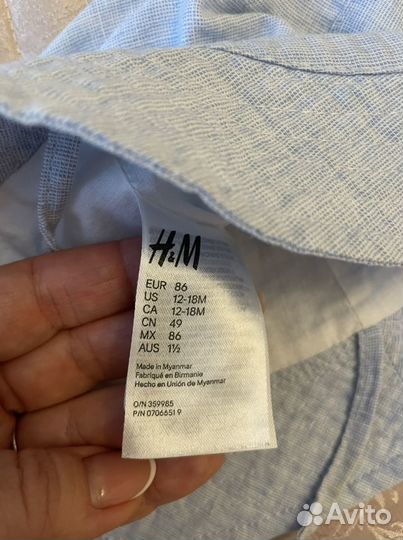 H&M
EUR 86
US 12-18M
CA 12-18M
CN 49
MX 86
AUS 1½
Made in Myanmar
Fabriqué en Birmanie
Hecho en Unión de Myanmar
O/N 359985
P/N 0706651 9
Avito